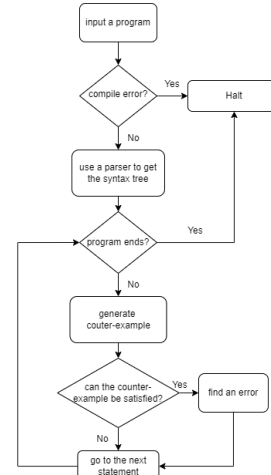 input a program
compile error?
Yes
Halt
No
use a parser to get
the syntax tree
program ends?
Yes
No
generate
couter-example
can the counter-
example be satisfied?
Yes
find an error
No
go to the next
statement